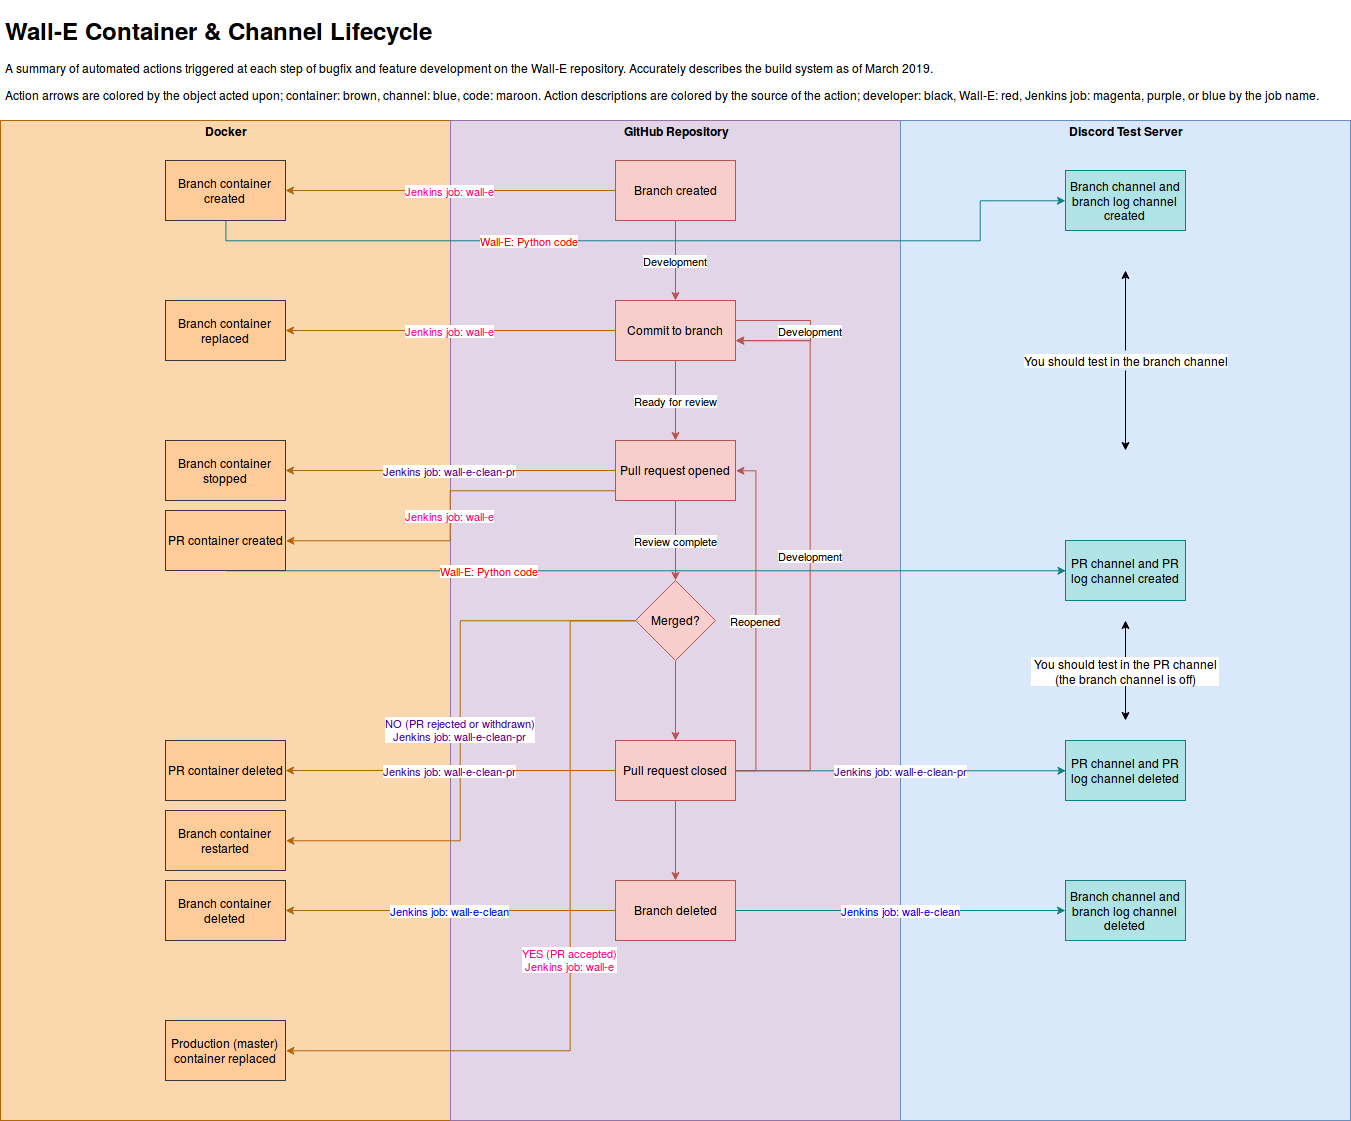 Wall-E Container & Channel Lifecycle
A summary of automated actions triggered at each step of bugfix and feature development on the Wall-E repository. Accurately describes the build system as of March 2019.
Action arrows are colored by the object acted upon; container: brown, channel: blue, code: maroon. Action descriptions are colored by the source of the action; developer: black, Wall-E: red, Jenkins job: magenta, purple, or blue by the job name.
Docker
GitHub Repository
Discord Test Server
Branch container
created
Jenkins job: wall-e
Branch created
Branch channel and
branch log channel
created
Wall-E: Python code
Development
Branch container
replaced
Jenkins job: wall-e
Commit to branch
Development
You should test in the branch channel
Ready for review
Branch container
stopped
Jenkins job: wall-e-clean-pr
Pull request opened
Jenkins job: wall-e
PR container created
Review complete
Development
Wall-E: Python code
PR channel and PR
log channel created
Merged?
Reopened
You should test in the PR channel
(the branch channel is off)
NO (PR rejected or withdrawn)
Jenkins job: wall-e-clean-pr
PR container deleted
Jenkins job: wall-e-clean-pr
Pull request closed
Jenkins job: wall-e-clean-pr
PR channel and PR
log channel deleted
Branch container
restarted
Branch container
deleted
Jenkins job: wall-e-clean
Branch deleted
Jenkins job: wall-e-clean
Branch channel and
branch log channel
deleted
YES (PR accepted)
Jenkins job: wall-e
Production (master)
container replaced